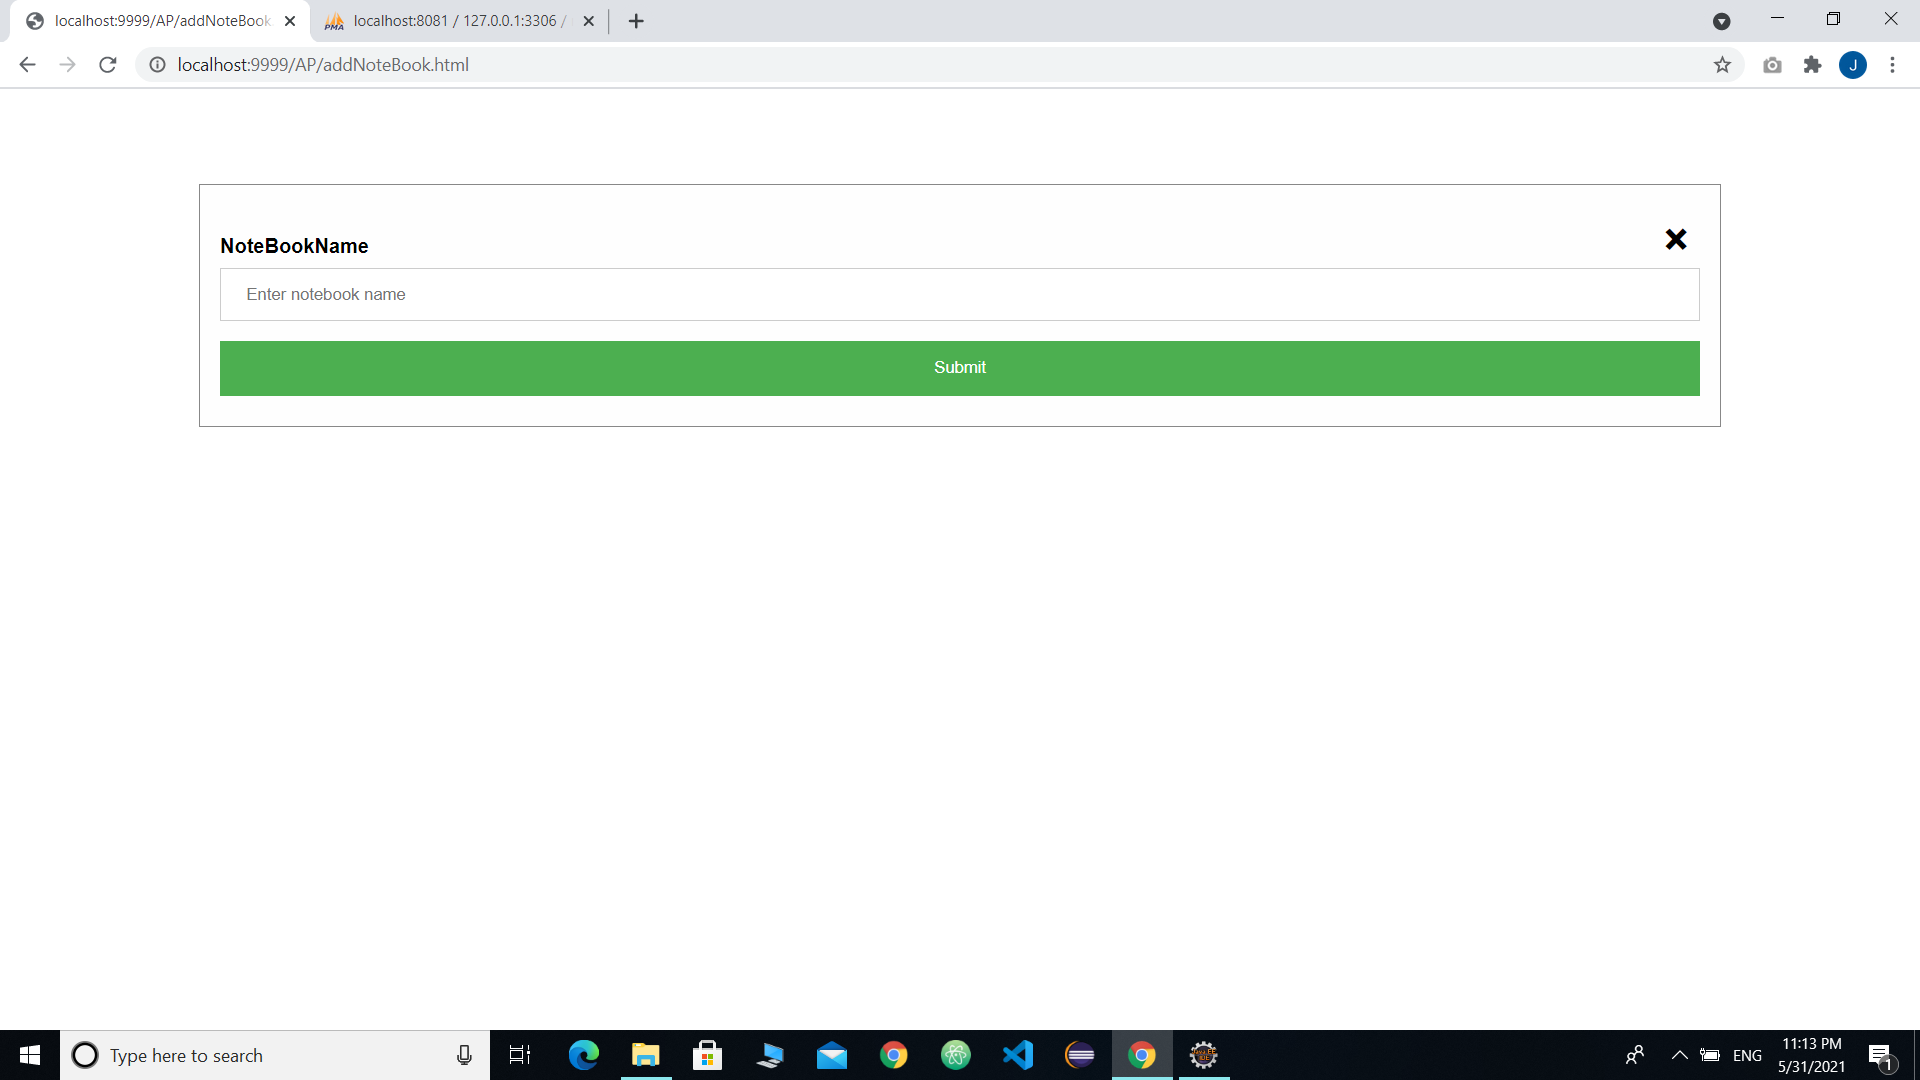 localhost:9999/AP/addNoteBook
PMA
localhost:8081 / 127.0.0.1:3306 /
localhost:9999/AP/addNoteBook.html
J
NoteBookName
Enter notebook name
Submit
Type here to search
ENG
11:13 PM
5/31/2021
1